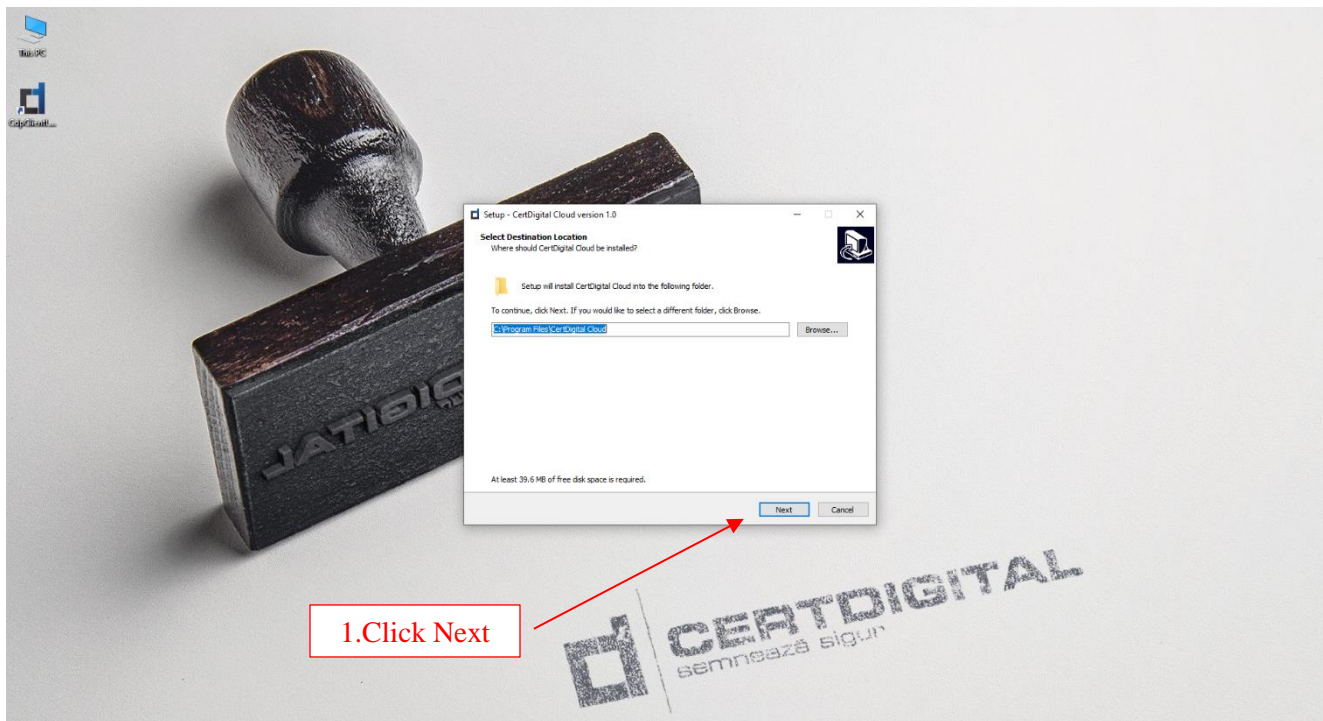 This PC
CdpClientI...
Setup - CertDigital Cloud version 1.0
Select Destination Location
Where should CertDigital Cloud be installed?
Setup will install CertDigital Cloud into the following folder.
To continue, click Next. If you would like to select a different folder, click Browse.
C:\Program Files\CertDigital Cloud
Browse...
At least 39.6 MB of free disk space is required.
Next
Cancel
1.Click Next
CERTDIGITAL
semnează sigur